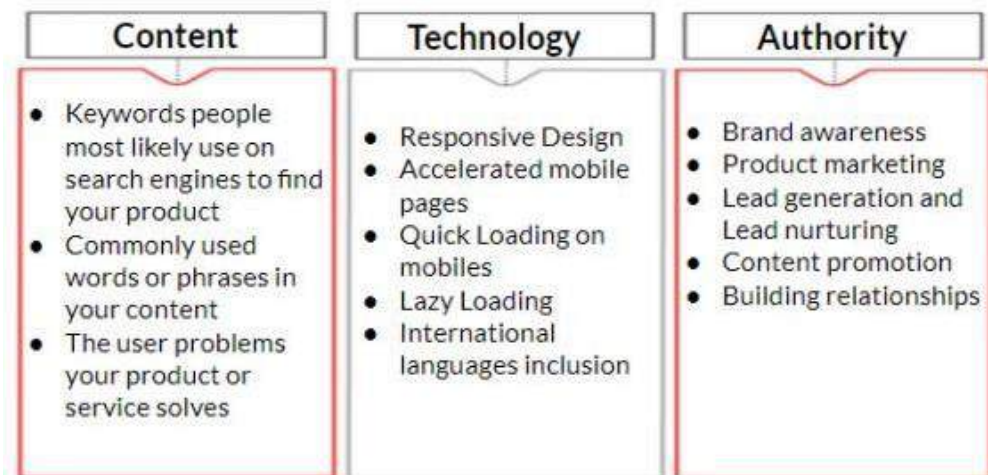 Content
● Keywords people
most likely use on
search engines to find
your product
● Commonly used
words or phrases in
your content
● The user problems
your product or
service solves
Technology
● Responsive Design
● Accelerated mobile
pages
● Quick Loading on
mobiles
● Lazy Loading
● International
languages inclusion
Authority
● Brand awareness
● Product marketing
● Lead generation and
Lead nurturing
● Content promotion
● Building relationships